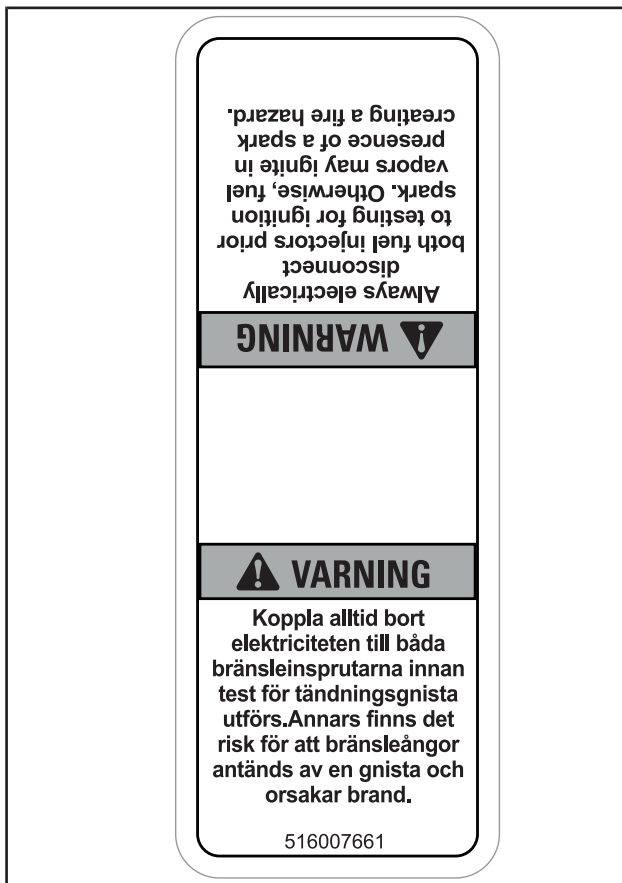 WARNING
Always electrically
disconnect
both fuel injectors prior
to testing for ignition
spark. Otherwise, fuel
vapors may ignite in
presence of a spark
creating a fire hazard.
VARNING
Koppla alltid bort
elektriciteten till båda
bränsleinsprutarna innan
test för tändningsgnista
utförs.Annars finns det
risk för att bränsleångor
antänds av en gnista och
orsakar brand.
516007661